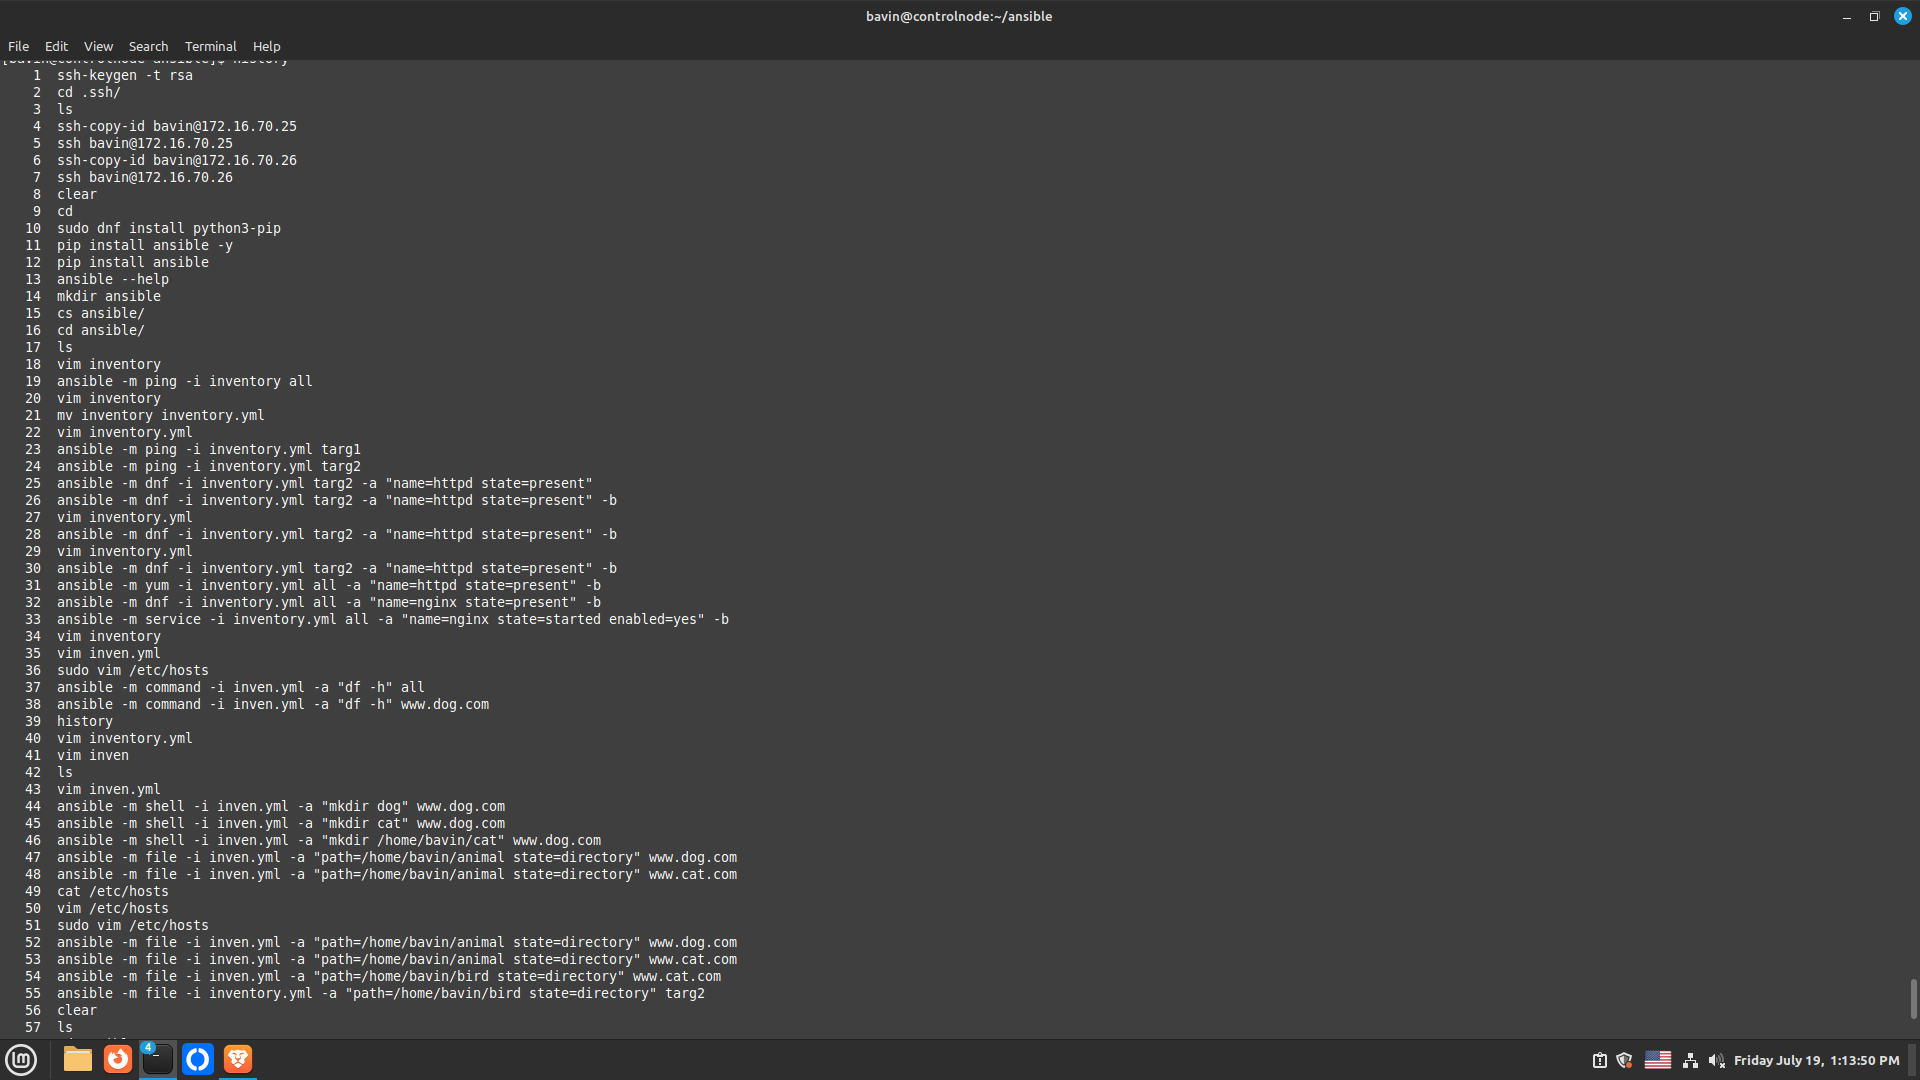 bavin@controlnode:~/ansible
File Edit View Search Terminal Help
[bavin@controlnode ansible]$ history
1 ssh-keygen -t rsa
2 cd .ssh/
3 ls
4 ssh-copy-id bavin@172.16.70.25
5 ssh bavin@172.16.70.25
6 ssh-copy-id bavin@172.16.70.26
7 ssh bavin@172.16.70.26
8 clear
9 cd
10 sudo dnf install python3-pip
11 pip install ansible -y
12 pip install ansible
13 ansible --help
14 mkdir ansible
15 cs ansible/
16 cd ansible/
17 ls
18 vim inventory
19 ansible -m ping -i inventory all
20 vim inventory
21 mv inventory inventory.yml
22 vim inventory.yml
23 ansible -m ping -i inventory.yml targ1
24 ansible -m ping -i inventory.yml targ2
25 ansible -m dnf -i inventory.yml targ2 -a "name=httpd state=present"
26 ansible -m dnf -i inventory.yml targ2 -a "name=httpd state=present" -b
27 vim inventory.yml
28 ansible -m dnf -i inventory.yml targ2 -a "name=httpd state=present" -b
29 vim inventory.yml
30 ansible -m dnf -i inventory.yml targ2 -a "name=httpd state=present" -b
31 ansible -m yum -i inventory.yml all -a "name=httpd state=present" -b
32 ansible -m dnf -i inventory.yml all -a "name=nginx state=present" -b
33 ansible -m service -i inventory.yml all -a "name=nginx state=started enabled=yes" -b
34 vim inventory
35 vim inven.yml
36 sudo vim /etc/hosts
37 ansible -m command -i inven.yml -a "df -h" all
38 ansible -m command -i inven.yml -a "df -h" www.dog.com
39 history
40 vim inventory.yml
41 vim inven
42 ls
43 vim inven.yml
44 ansible -m shell -i inven.yml -a "mkdir dog" www.dog.com
45 ansible -m shell -i inven.yml -a "mkdir cat" www.dog.com
46 ansible -m shell -i inven.yml -a "mkdir /home/bavin/cat" www.dog.com
47 ansible -m file -i inven.yml -a "path=/home/bavin/animal state=directory" www.dog.com
48 ansible -m file -i inven.yml -a "path=/home/bavin/animal state=directory" www.cat.com
49 cat /etc/hosts
50 vim /etc/hosts
51 sudo vim /etc/hosts
52 ansible -m file -i inven.yml -a "path=/home/bavin/animal state=directory" www.dog.com
53 ansible -m file -i inven.yml -a "path=/home/bavin/animal state=directory" www.cat.com
54 ansible -m file -i inven.yml -a "path=/home/bavin/bird state=directory" www.cat.com
55 ansible -m file -i inventory.yml -a "path=/home/bavin/bird state=directory" targ2
56 clear
57 ls
4
Friday July 19, 1:13:50 PM